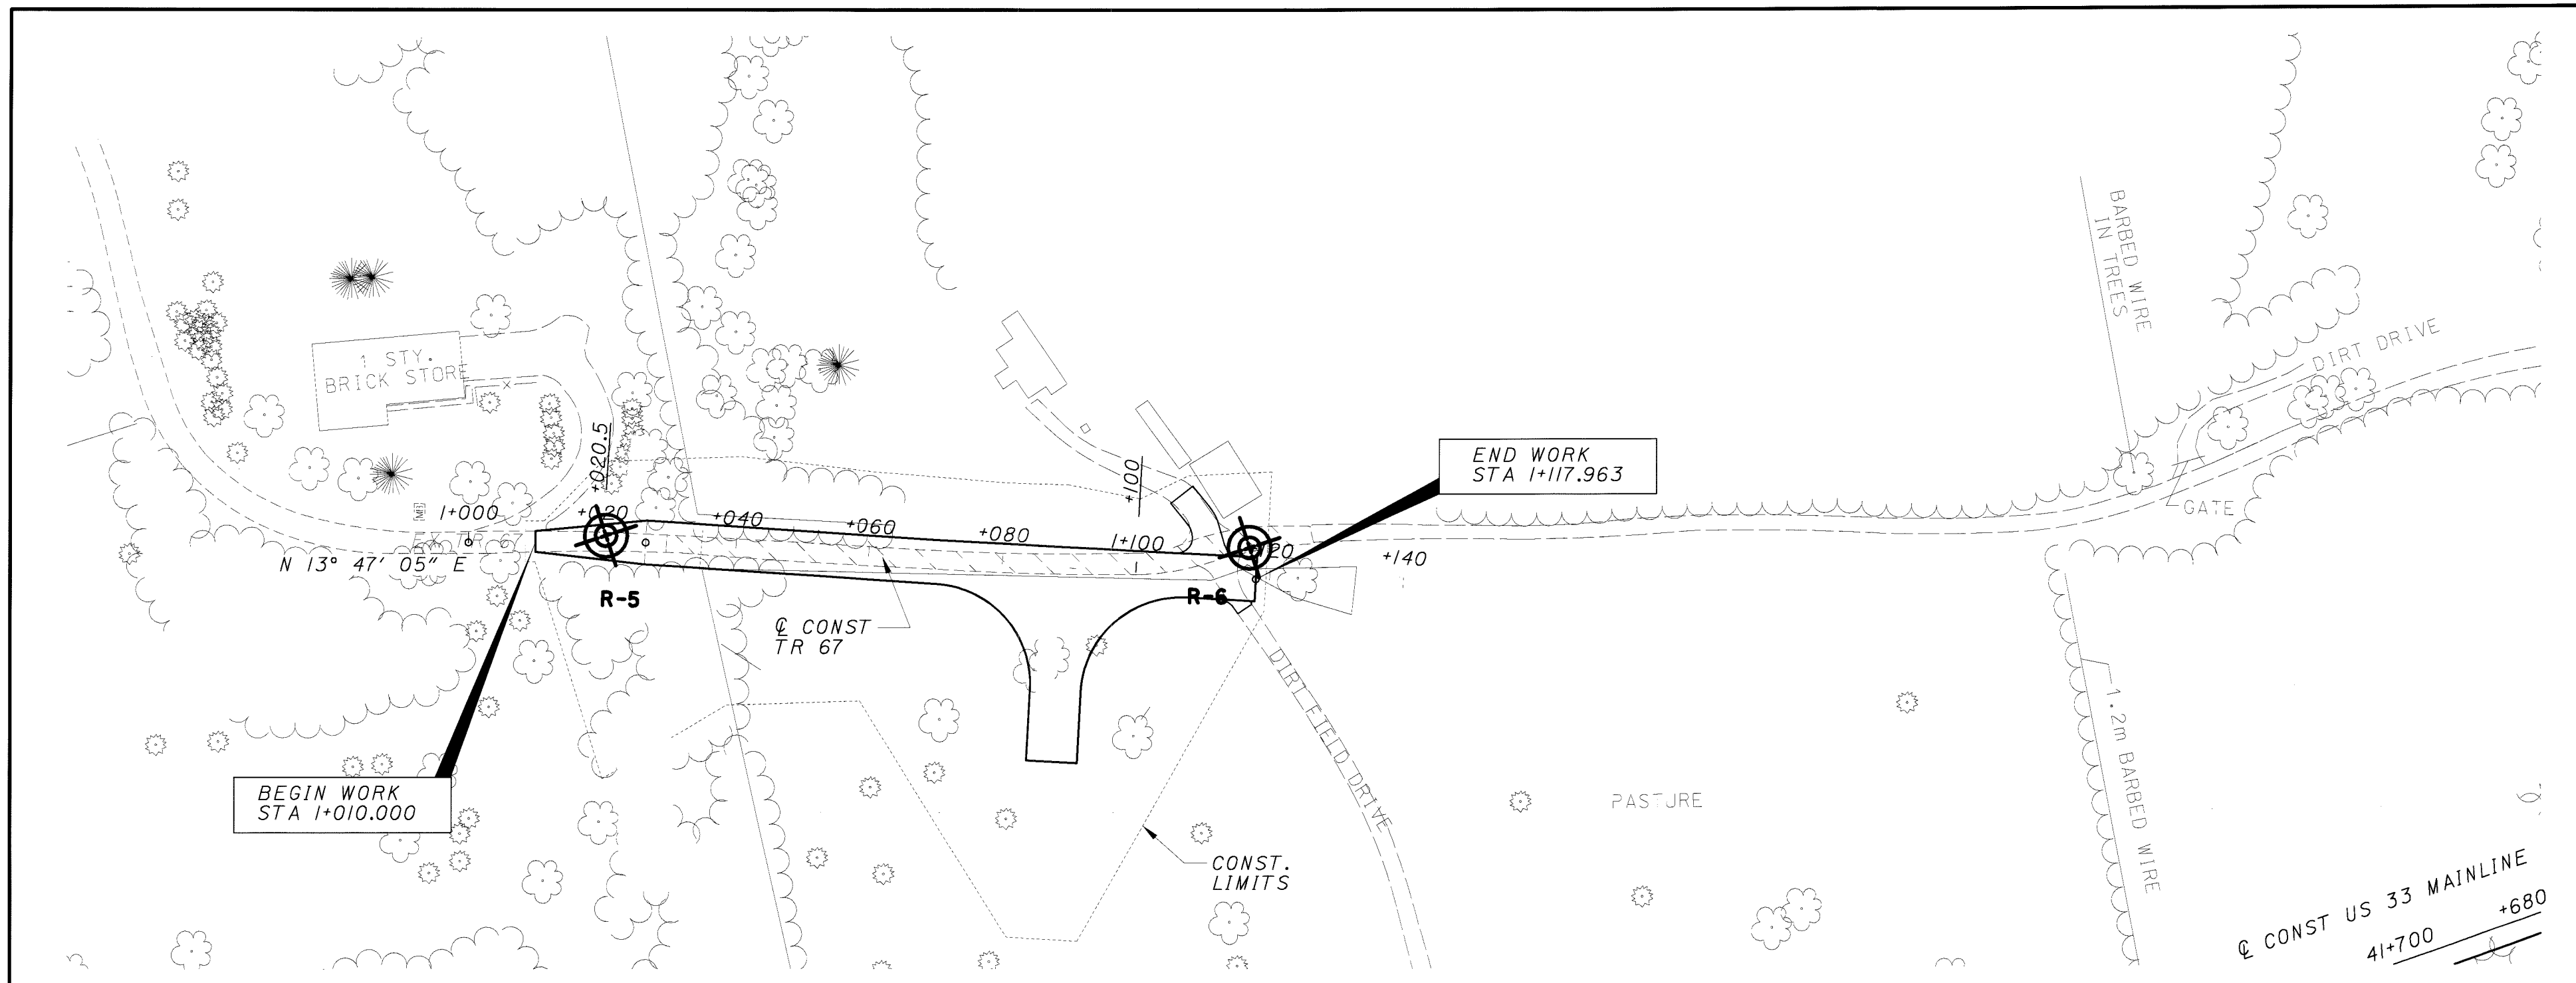 BARBED WIRE
IN TREES
DIRT DRIVE
1 STY.
BRICK STORE
+020.5
+100
END WORK
STA 1+117.963
GATE
1+000
+020
+040
+060
+080
1+100
+140
EX TR 67
N 13° 47' 05" E
R-5
R-6
℄ CONST
TR 67
DIRT FIELD DRIVE
1.2m BARBED WIRE
BEGIN WORK
STA 1+010.000
PASTURE
CONST.
LIMITS
℄ CONST US 33 MAINLINE
41+700
+680